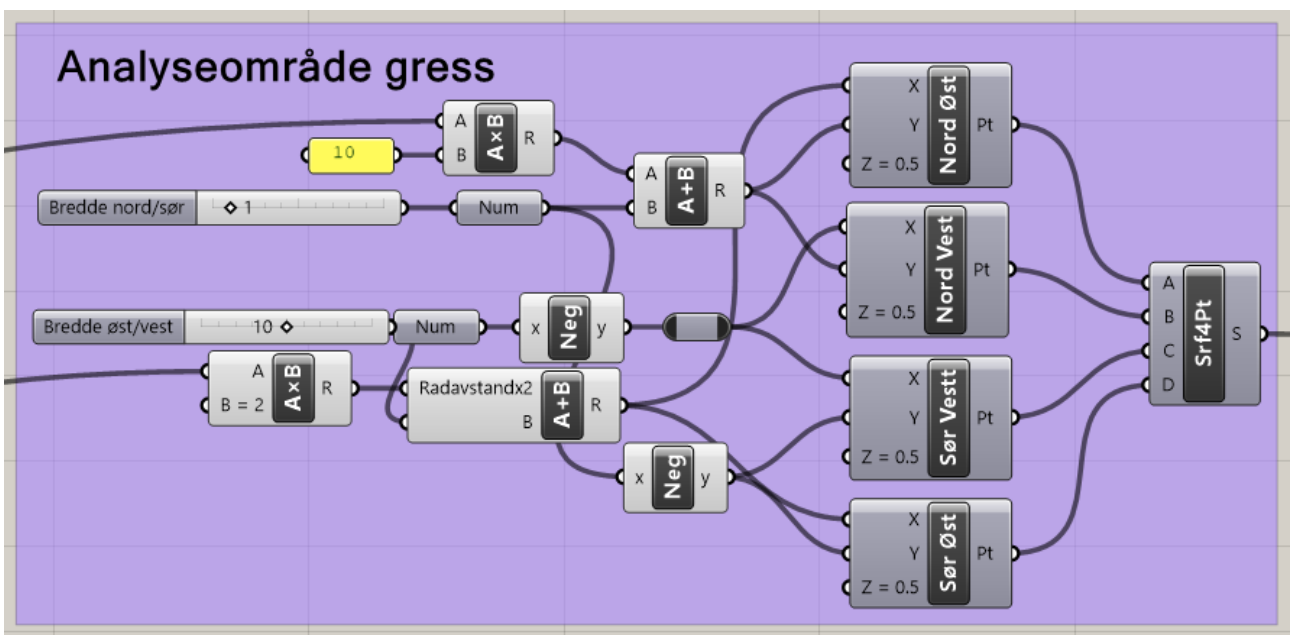 Analyseområde gress
A
B
A×B
R
10
Bredde nord/sør
1
Num
A
B
A+B
R
Bredde øst/vest
10
Num
x
Neg
y
A
B = 2
A×B
R
Radavstandx2
B
A+B
R
x
Neg
y
X
Y
Z = 0.5
Nord Øst
Pt
X
Y
Z = 0.5
Nord Vest
Pt
X
Y
Z = 0.5
Sør Vestt
Pt
X
Y
Z = 0.5
Sør Øst
Pt
A
B
C
D
Srf4Pt
S